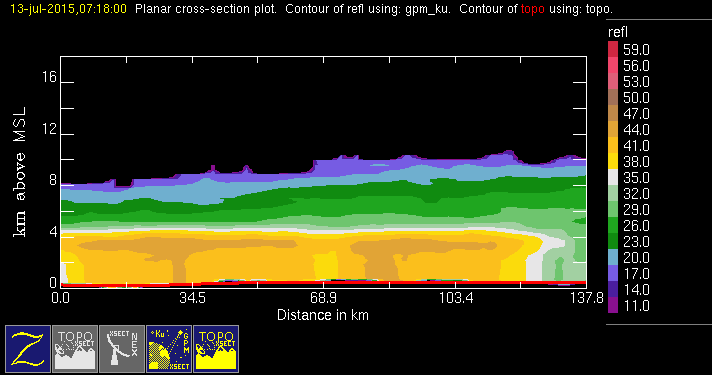 13-jul-2015,07:18:00 Planar cross-section plot. Contour of refl using: gpm_ku. Contour of topo using: topo.
refl
59.0
56.0
53.0
50.0
47.0
44.0
41.0
38.0
35.0
32.0
29.0
26.0
23.0
20.0
17.0
14.0
11.0
km above MSL
16
12
8
4
0
0.0 34.5 68.9 103.4 137.8
Distance in km
Z
TOPO
XSECT
XSECT
Ku
GPM
XSECT
TOPO
XSECT